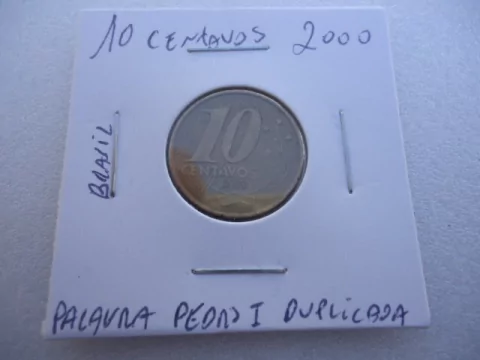 10 CENTAVOS 2000
BRASIL
10
CENTAVOS
PALAVRA PEDRO I DUPLICADA